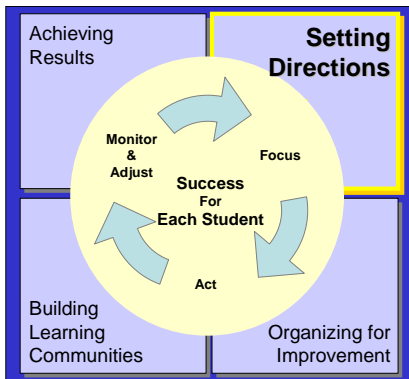 Achieving
Results
Setting
Directions
Monitor
&
Adjust
Focus
Success
For
Each Student
Act
Building
Learning
Communities
Organizing for
Improvement